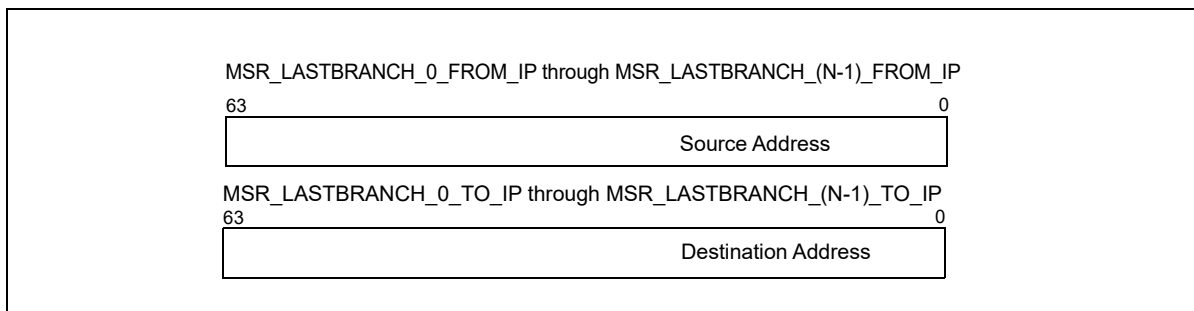 MSR_LASTBRANCH_0_FROM_IP through MSR_LASTBRANCH_(N-1)_FROM_IP
63 0
Source Address
MSR_LASTBRANCH_0_TO_IP through MSR_LASTBRANCH_(N-1)_TO_IP
63 0
Destination Address